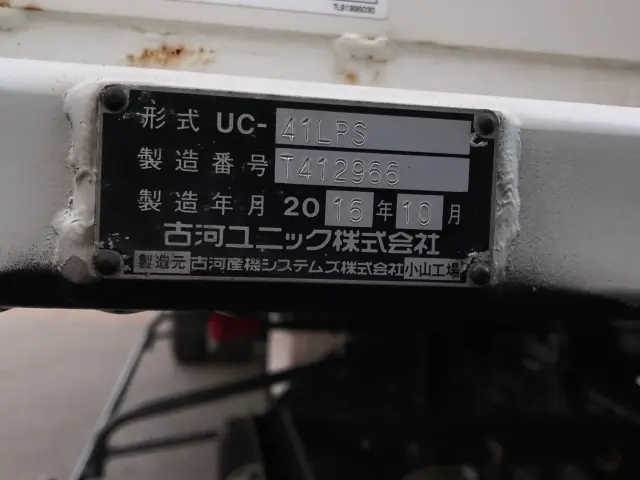 TL91999030
形式 UC-41LRS
製造番号 T412966
製造年月 2016年10月
古河ユニック株式会社
製造元 古河産機システムズ株式会社 小山工場